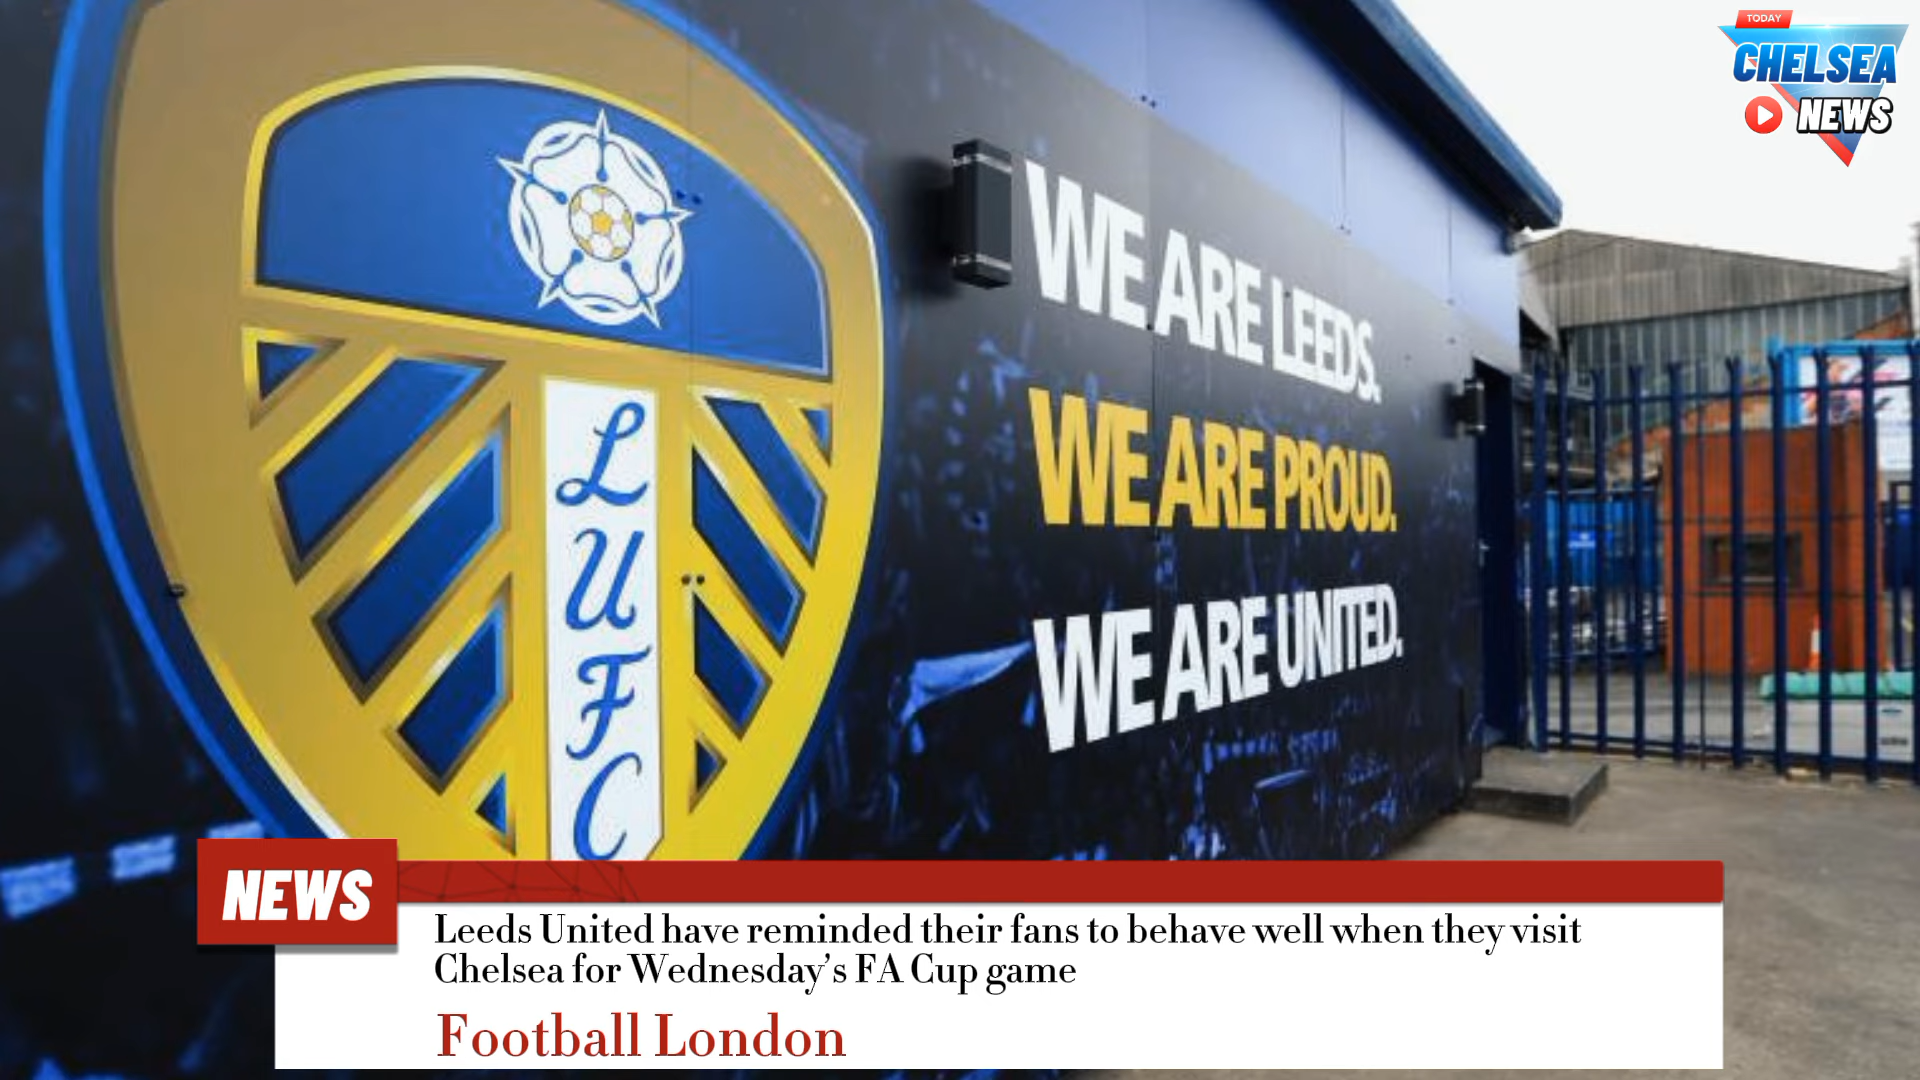 TODAY
CHELSEA
NEWS
WE ARE LEEDS.
WE ARE PROUD.
WE ARE UNITED.
L
U
F
C
NEWS
Leeds United have reminded their fans to behave well when they visit
Chelsea for Wednesday's FA Cup game
Football London